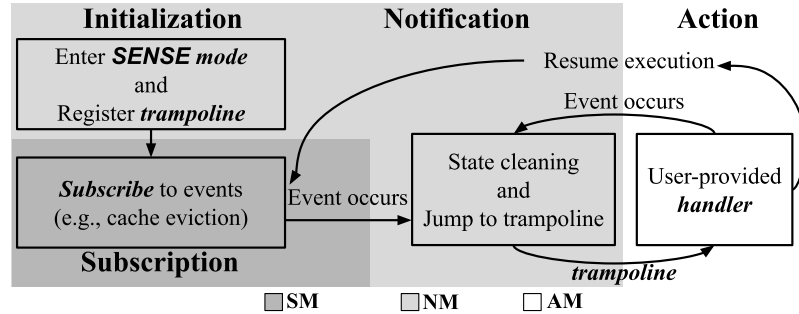 Initialization
Notification
Action
Enter SENSE mode
and
Register trampoline
Resume execution
Event occurs
Subscribe to events
(e.g., cache eviction)
Event occurs
State cleaning
and
Jump to trampoline
User-provided
handler
Subscription
trampoline
SM
NM
AM